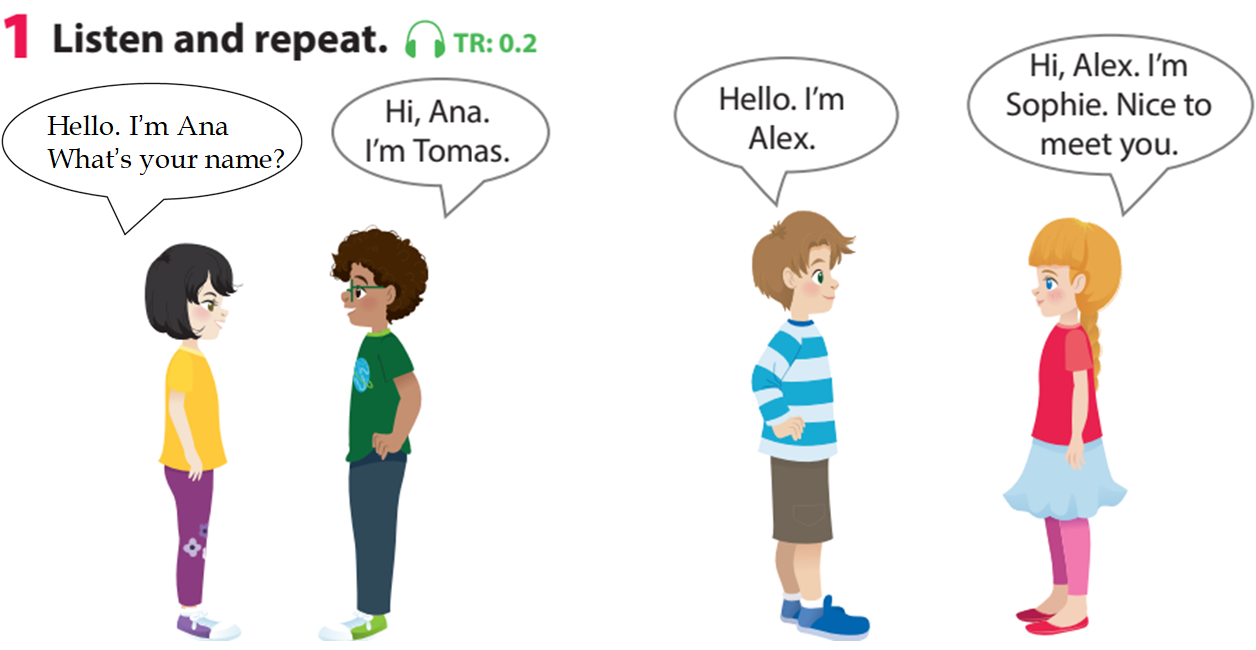 1 Listen and repeat. TR: 0.2
Hello. I'm Ana
What's your name?
Hi, Ana.
I'm Tomas.
Hello. I'm
Alex.
Hi, Alex. I'm
Sophie. Nice to
meet you.